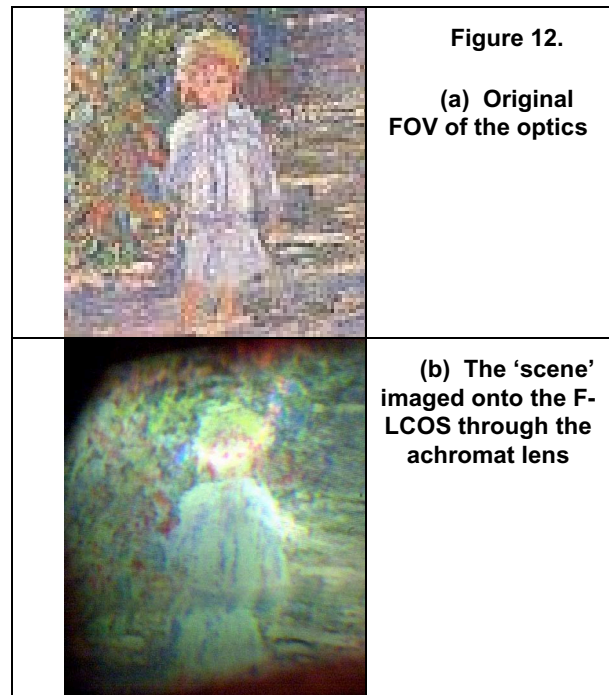 Figure 12.
(a) Original
FOV of the optics
(b) The ‘scene’
imaged onto the F-
LCOS through the
achromat lens